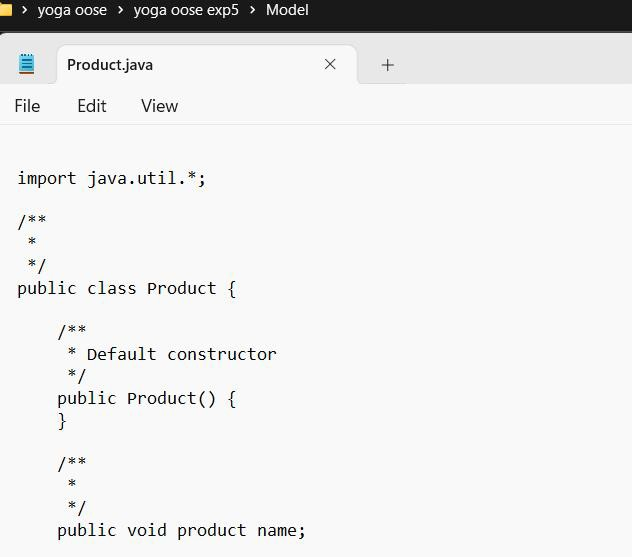 yoga oose > yoga oose exp5 > Model
Product.java
File Edit View
import java.util.*;
/**
*
*/
public class Product {
/**
* Default constructor
*/
public Product() {
}
/**
*
*/
public void product name;